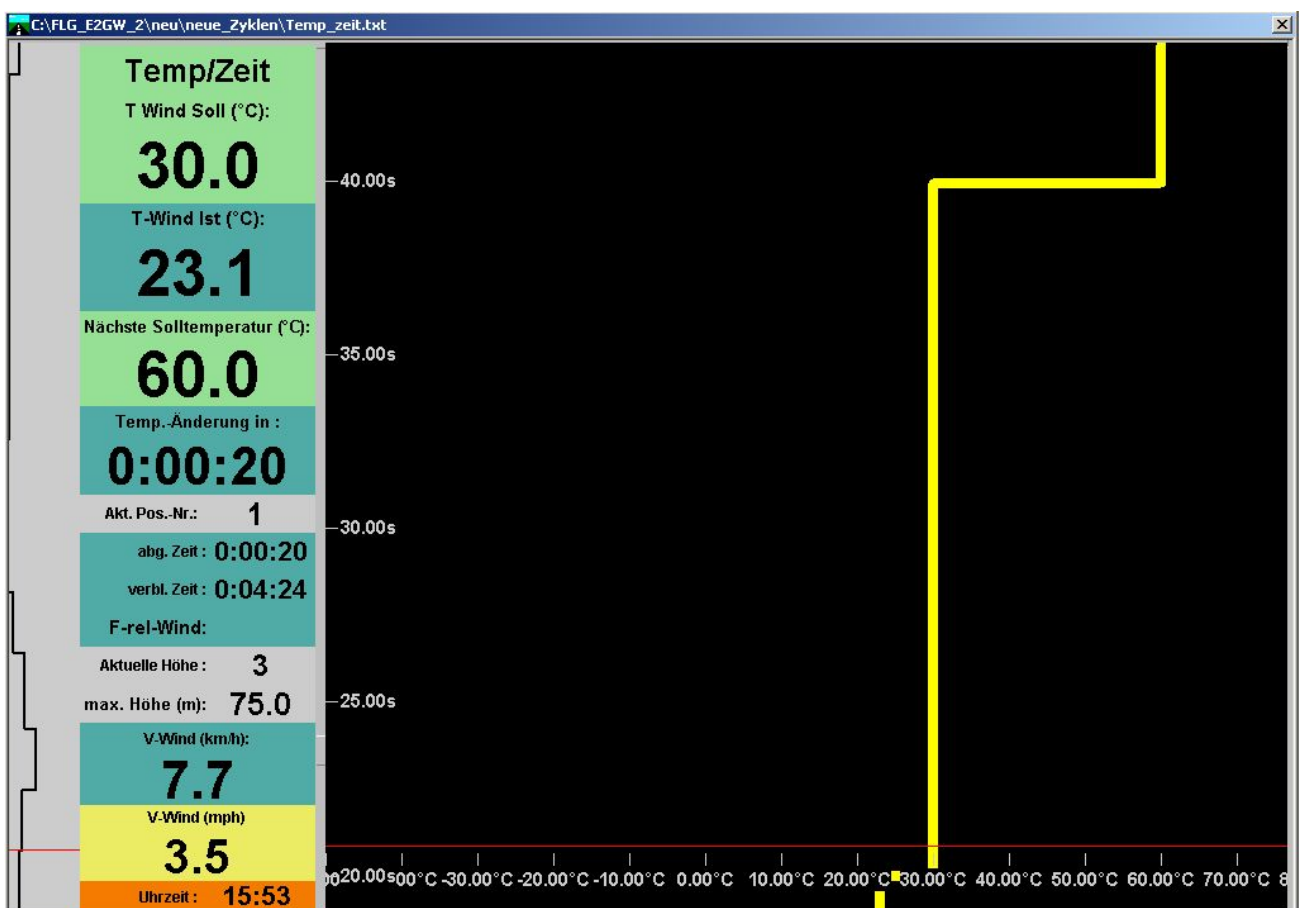 C:\FLG_E2GW_2\neu\neue_Zyklen\Temp_zeit.txt
Temp/Zeit
T Wind Soll (°C):
30.0
T-Wind Ist (°C):
23.1
Nächste Solltemperatur (°C):
60.0
Temp.-Änderung in :
0:00:20
Akt. Pos.-Nr.: 1
abg. Zeit : 0:00:20
verbl. Zeit : 0:04:24
F-rel-Wind:
Aktuelle Höhe : 3
max. Höhe (m): 75.0
V-Wind (km/h):
7.7
V-Wind (mph)
3.5
Uhrzeit : 15:53
40.00s
35.00s
30.00s
25.00s
20.00s
00°C -30.00°C -20.00°C -10.00°C 0.00°C 10.00°C 20.00°C 30.00°C 40.00°C 50.00°C 60.00°C 70.00°C 8